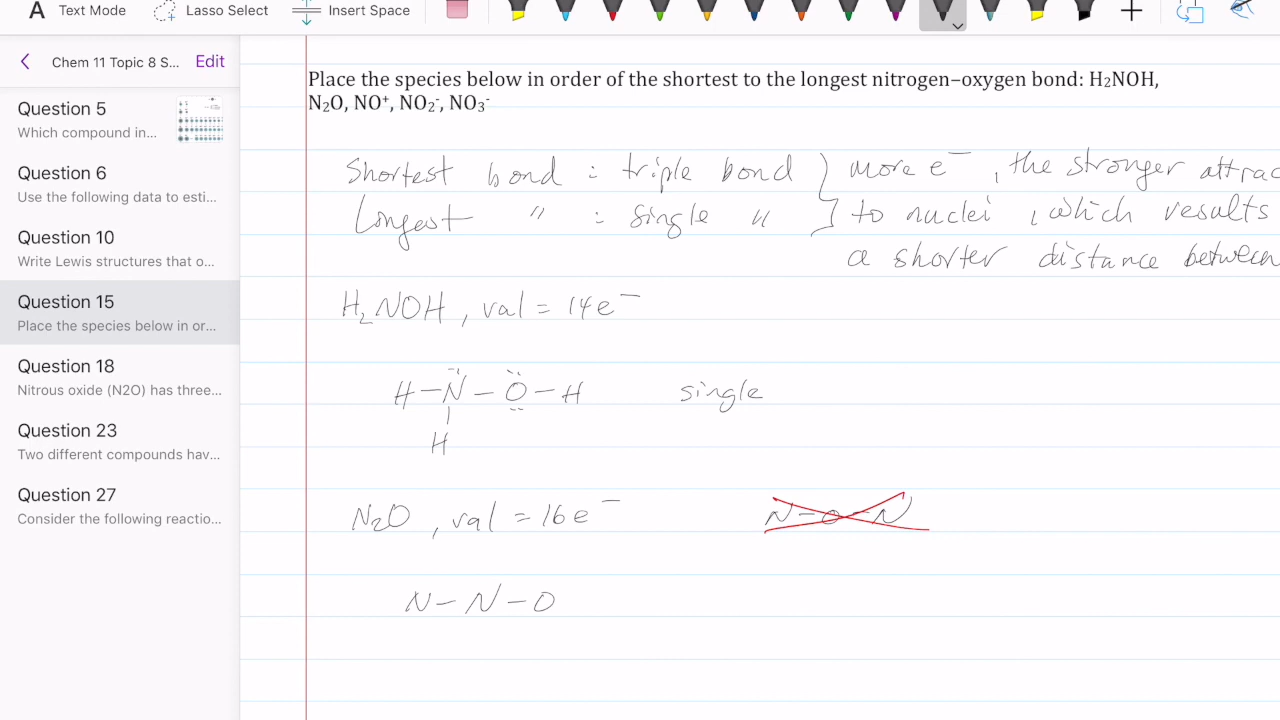 A Text Mode Lasso Select Insert Space
Chem 11 Topic 8 S... Edit
Question 5
Which compound in...
Question 6
Use the following data to esti...
Question 10
Write Lewis structures that o...
Question 15
Place the species below in or...
Question 18
Nitrous oxide (N2O) has three...
Question 23
Two different compounds hav...
Question 27
Consider the following reactio...
Place the species below in order of the shortest to the longest nitrogen–oxygen bond: H₂NOH,
N₂O, NO⁺, NO₂⁻, NO₃⁻
Shortest bond : triple bond } more e⁻, the stronger attrac
Longest " : single " } to nuclei, which results
a shorter distance between
H₂NOH, val = 14e⁻
H–N–O–H single
H
N₂O, val = 16e⁻ N–O–N
N–N–O